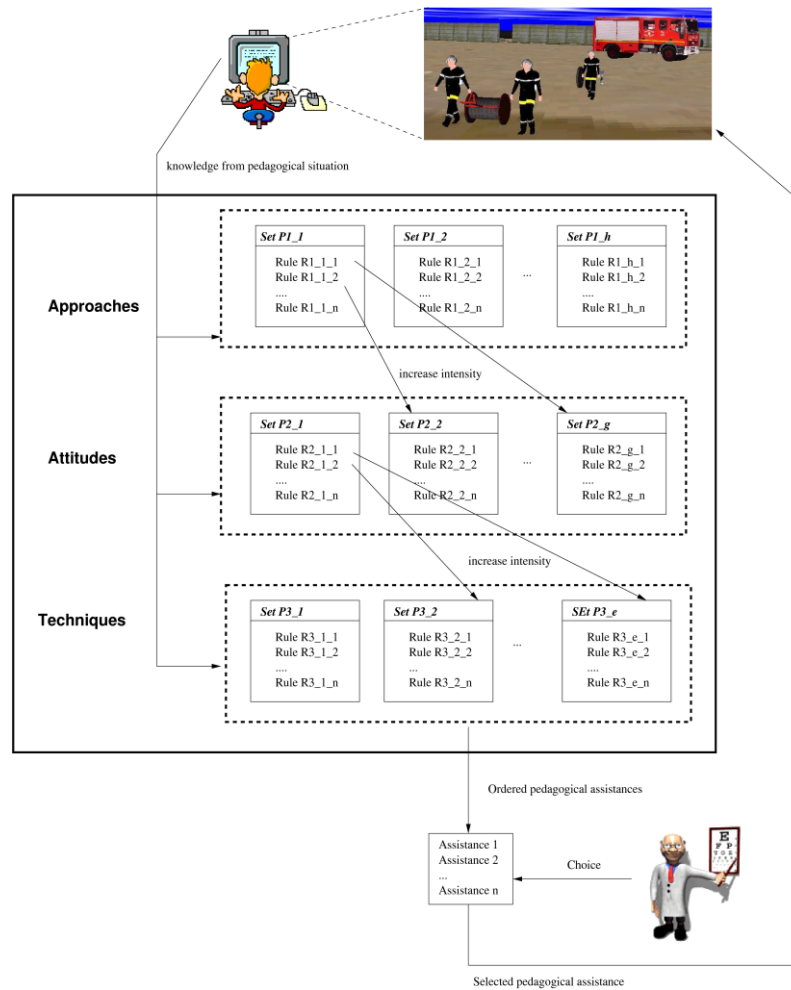 knowledge from pedagogical situation
Approaches
Set P1_1
Rule R1_1_1
Rule R1_1_2
....
Rule R1_1_n
Set P1_2
Rule R1_2_1
Rule R1_2_2
....
Rule R1_2_n
...
Set P1_h
Rule R1_h_1
Rule R1_h_2
....
Rule R1_h_n
increase intensity
Attitudes
Set P2_1
Rule R2_1_1
Rule R2_1_2
....
Rule R2_1_n
Set P2_2
Rule R2_2_1
Rule R2_2_2
....
Rule R2_2_n
...
Set P2_g
Rule R2_g_1
Rule R2_g_2
....
Rule R2_g_n
increase intensity
Techniques
Set P3_1
Rule R3_1_1
Rule R3_1_2
....
Rule R3_1_n
Set P3_2
Rule R3_2_1
Rule R3_2_2
...
Rule R3_2_n
...
SEt P3_e
Rule R3_e_1
Rule R3_e_2
....
Rule R3_e_n
Ordered pedagogical assistances
Assistance 1
Assistance 2
...
Assistance n
Choice
E
F P
Selected pedagogical assistance